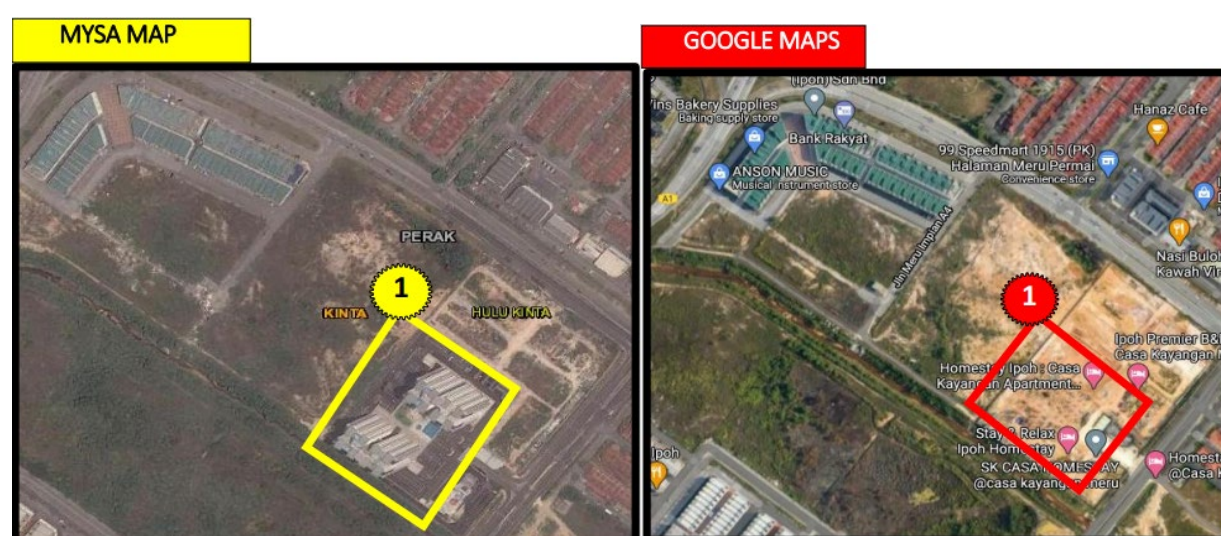 MYSA MAP
PERAK
1
KINTA
HULU KINTA
GOOGLE MAPS
(Ipoh) Sdn Bhd
Yins Bakery Supplies
Baking supply store
Bank Rakyat
Hanaz Cafe
99 Speedmart 1915 (PK)
Halaman Meru Permai
Convenience store
ANSON MUSIC
Musical instrument store
A1
Jln Meru Impian A4
Nasi Buloh
Kawah
1
Ipoh Premier B&
Casa Kayangan
Homestay Ipoh : Casa
Kayangan Apartment...
Stay & Relax
Ipoh Homestay
Ipoh
SK CASA HOMESTAY
@casa kayangan meru
Homest
@Casa